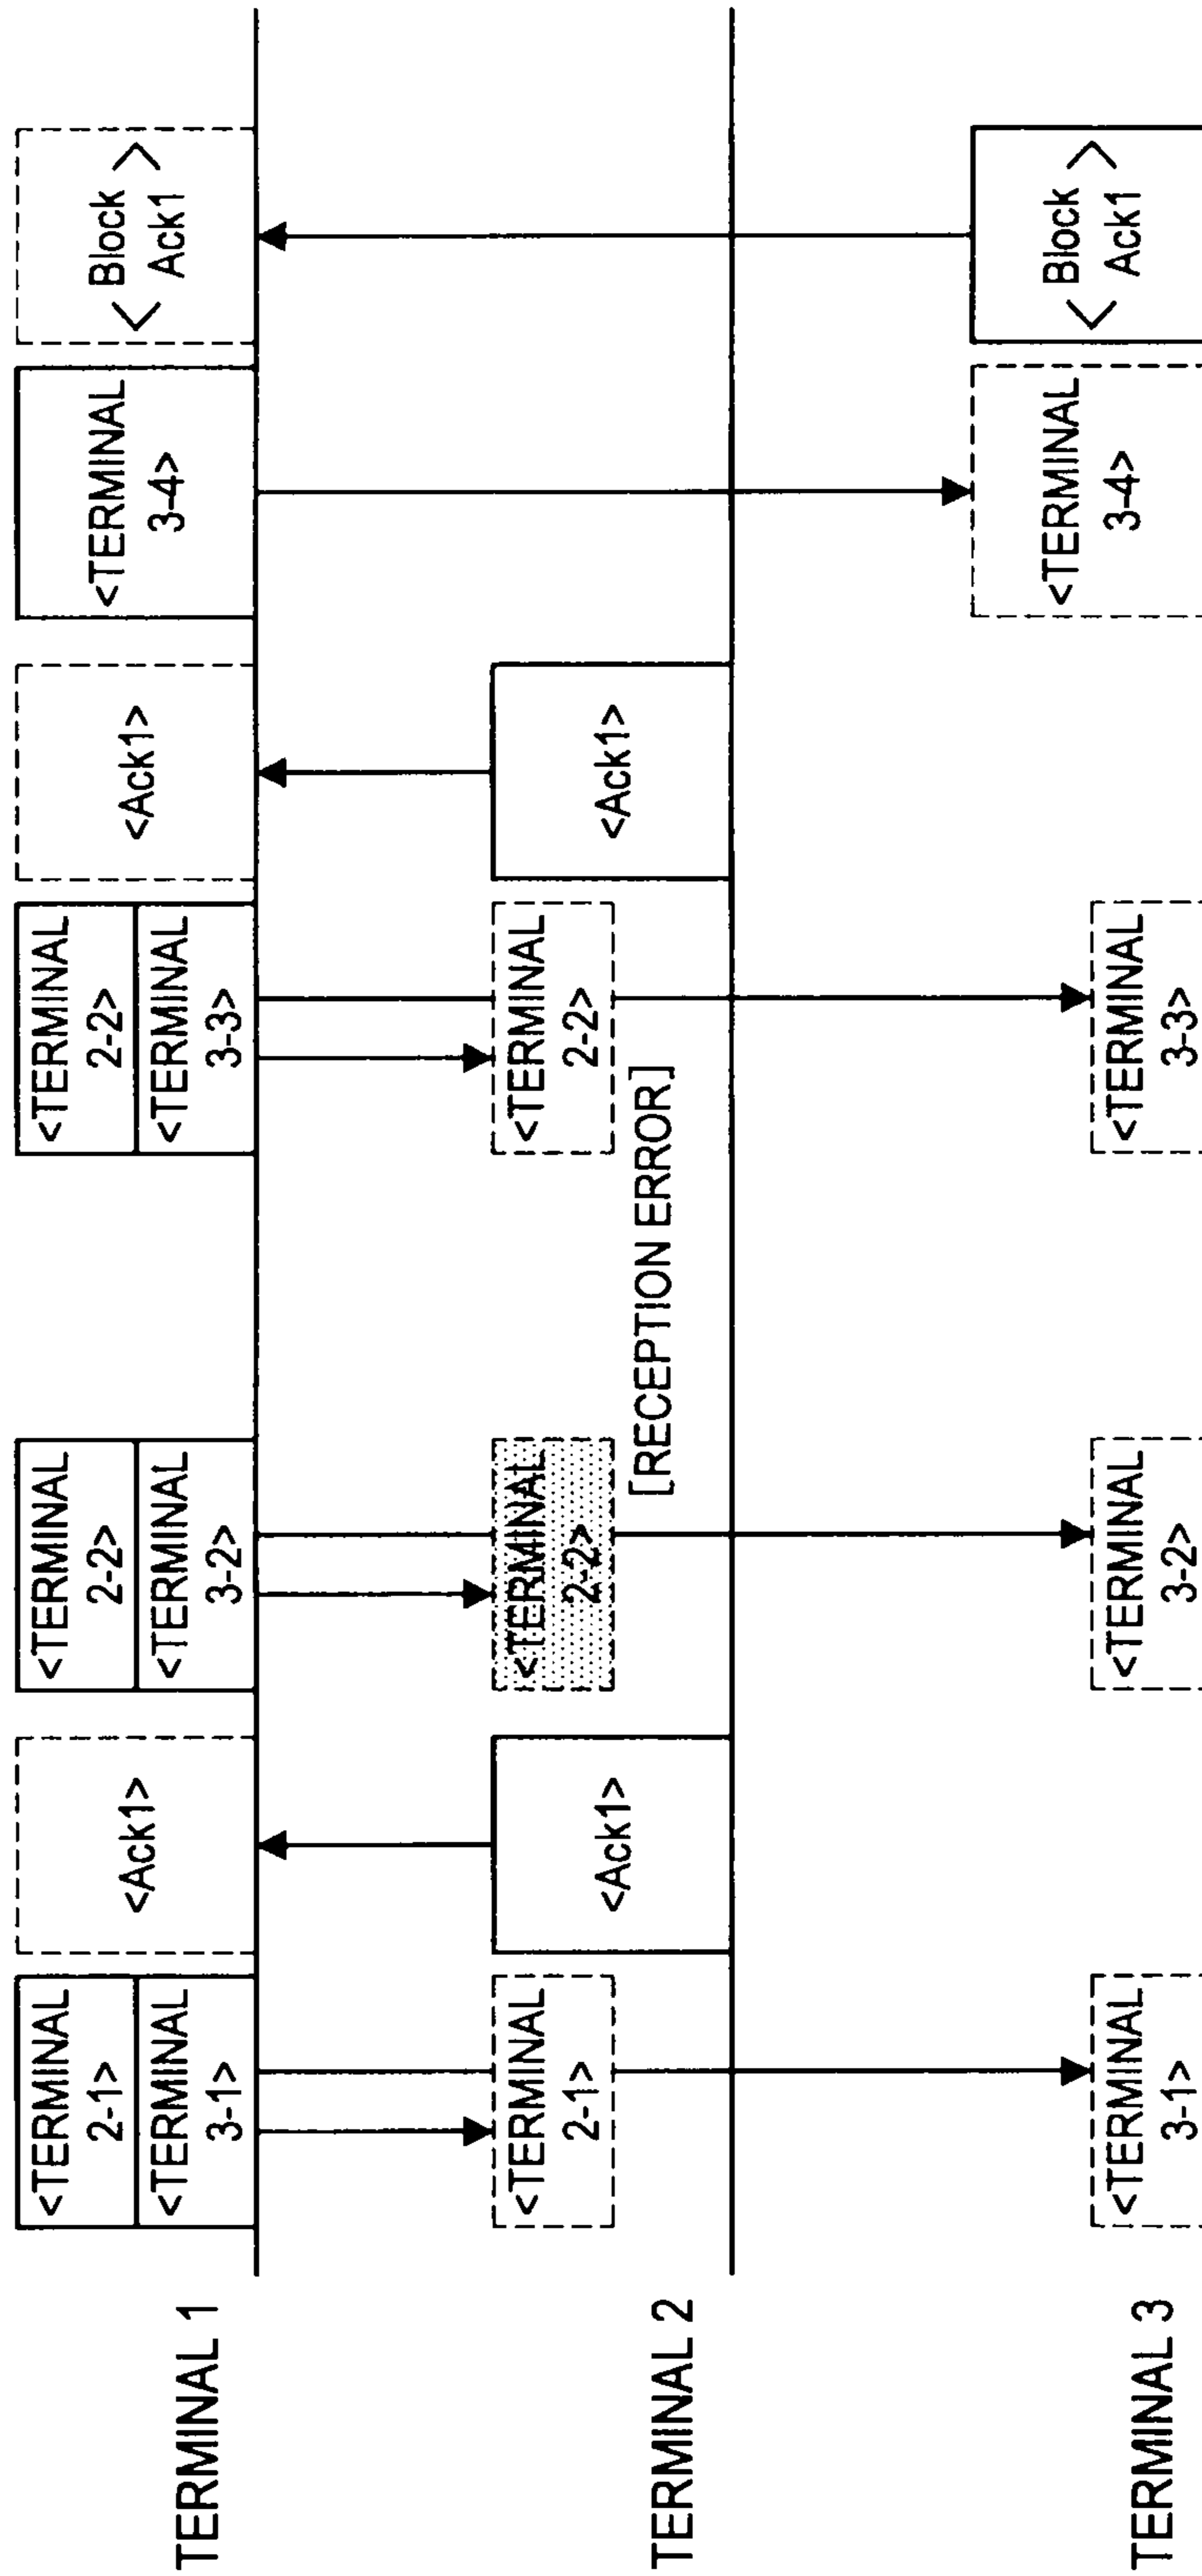 TERMINAL 1
<TERMINAL
2-1>
<TERMINAL
3-1>
<Ack1>
<TERMINAL
2-2>
<TERMINAL
3-2>
<TERMINAL
2-2>
<TERMINAL
3-3>
<Ack1>
<TERMINAL
3-4>
< Block >
Ack1
TERMINAL 2
<TERMINAL
2-1>
<Ack1>
<TERMINAL
2-2>
[RECEPTION ERROR]
<TERMINAL
2-2>
<Ack1>
TERMINAL 3
<TERMINAL
3-1>
<TERMINAL
3-2>
<TERMINAL
3-3>
<TERMINAL
3-4>
< Block >
Ack1